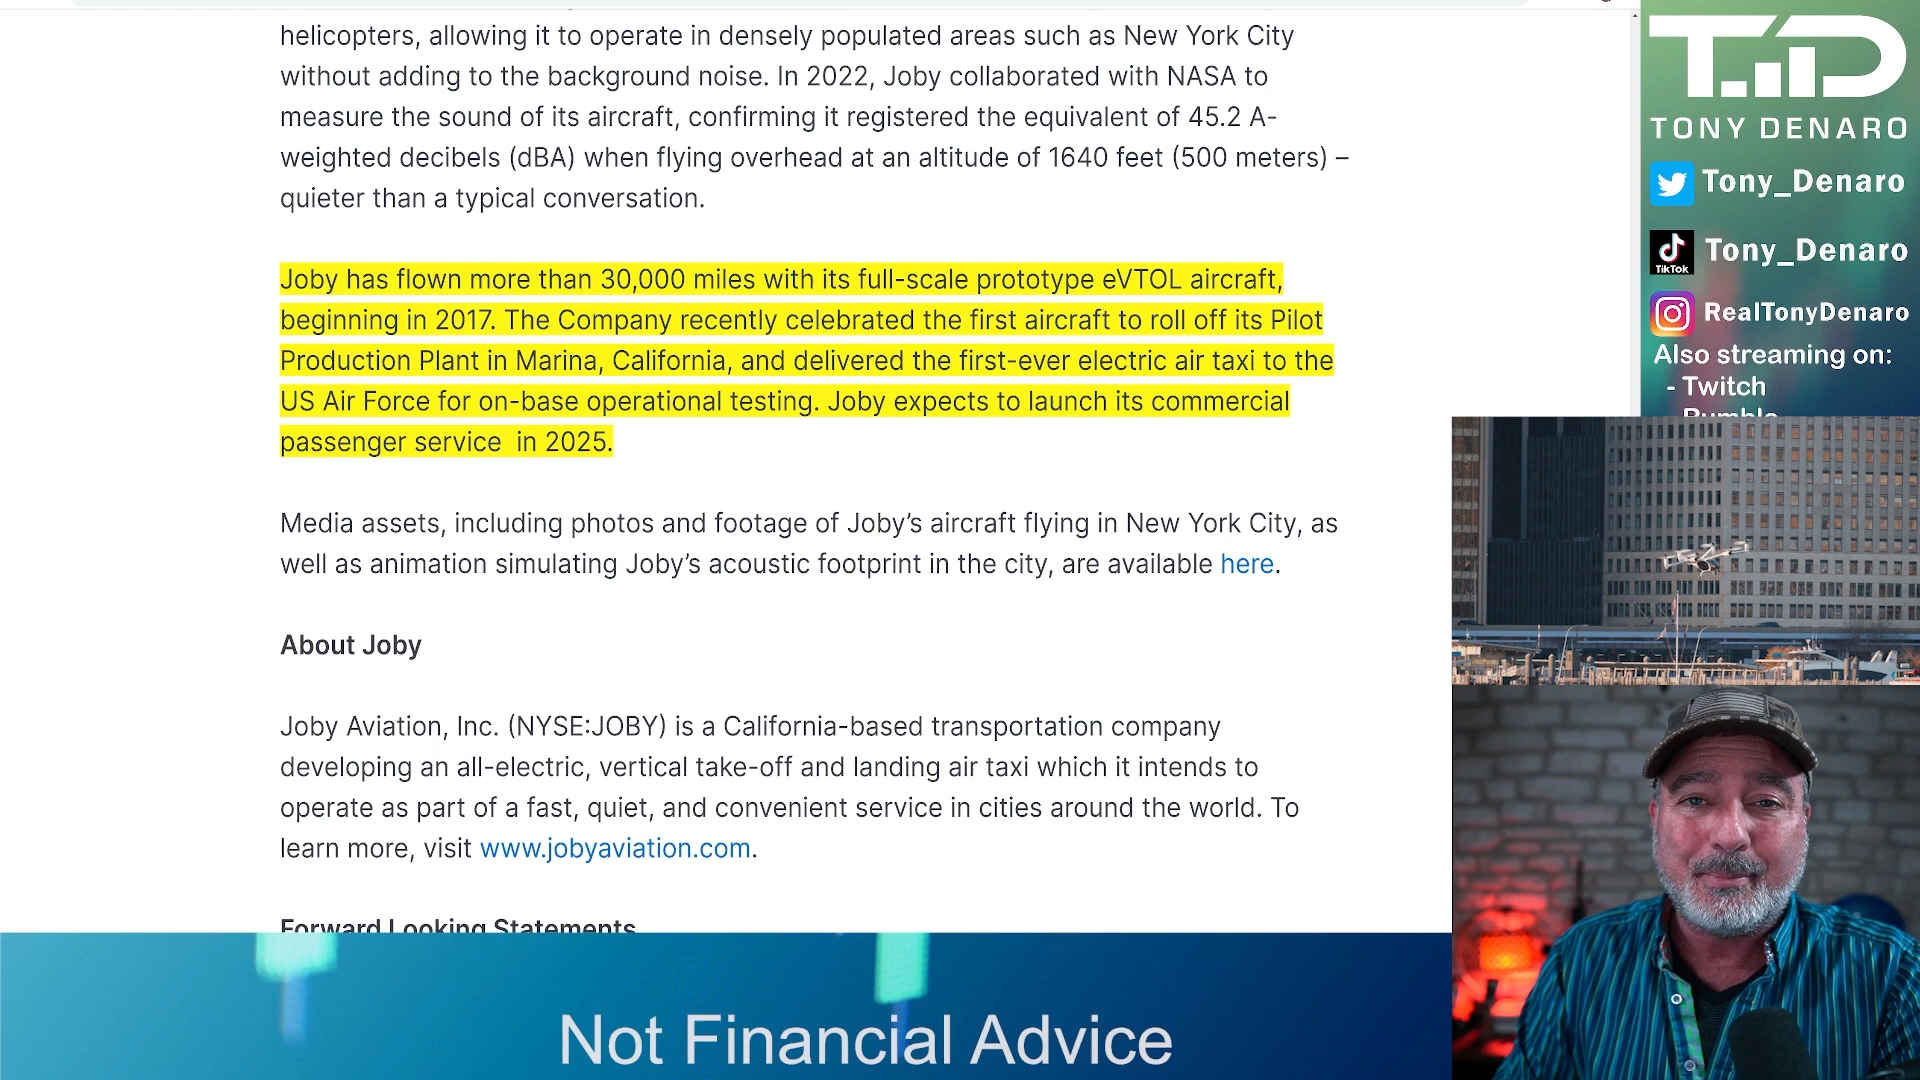 helicopters, allowing it to operate in densely populated areas such as New York City
without adding to the background noise. In 2022, Joby collaborated with NASA to
measure the sound of its aircraft, confirming it registered the equivalent of 45.2 A-
weighted decibels (dBA) when flying overhead at an altitude of 1640 feet (500 meters) –
quieter than a typical conversation.
Joby has flown more than 30,000 miles with its full-scale prototype eVTOL aircraft,
beginning in 2017. The Company recently celebrated the first aircraft to roll off its Pilot
Production Plant in Marina, California, and delivered the first-ever electric air taxi to the
US Air Force for on-base operational testing. Joby expects to launch its commercial
passenger service in 2025.
Media assets, including photos and footage of Joby’s aircraft flying in New York City, as
well as animation simulating Joby’s acoustic footprint in the city, are available here.
About Joby
Joby Aviation, Inc. (NYSE:JOBY) is a California-based transportation company
developing an all-electric, vertical take-off and landing air taxi which it intends to
operate as part of a fast, quiet, and convenient service in cities around the world. To
learn more, visit www.jobyaviation.com.
Forward Looking Statements
Not Financial Advice
TD
TONY DENARO
Tony_Denaro
TikTok
Tony_Denaro
RealTonyDenaro
Also streaming on:
- Twitch
- Rumble